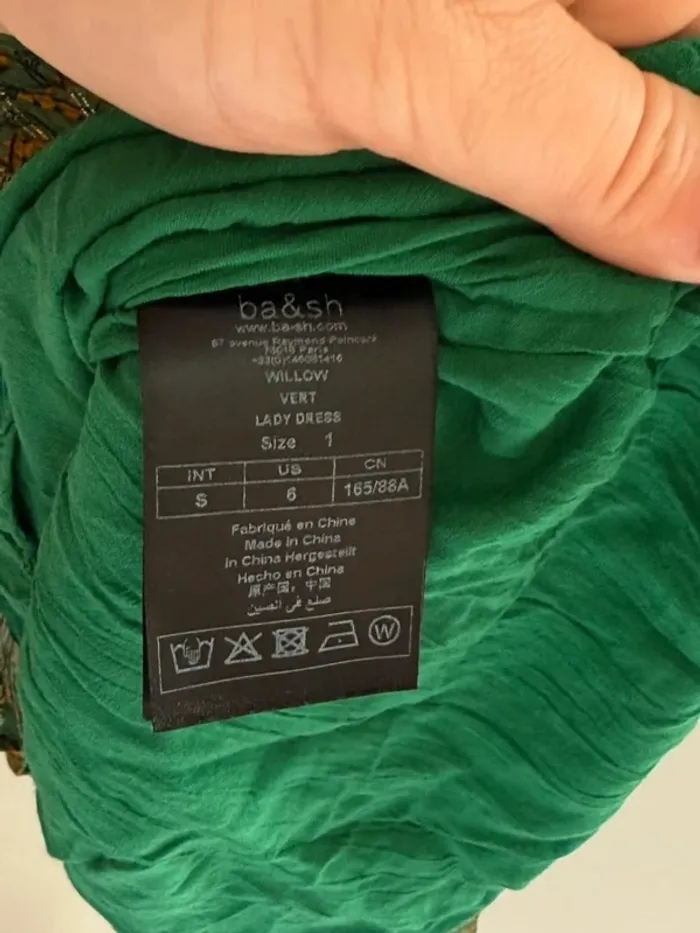 ba&sh
www.ba-sh.com
67 avenue Raymond Poincaré
75016 Paris
WILLOW
VERT
LADY DRESS
Size 1
INT US CN
S 6 165/88A
Fabriqué en Chine
Made in China
In China Hergestellt
Hecho en China
原产国：中国
صنع في الصين
W